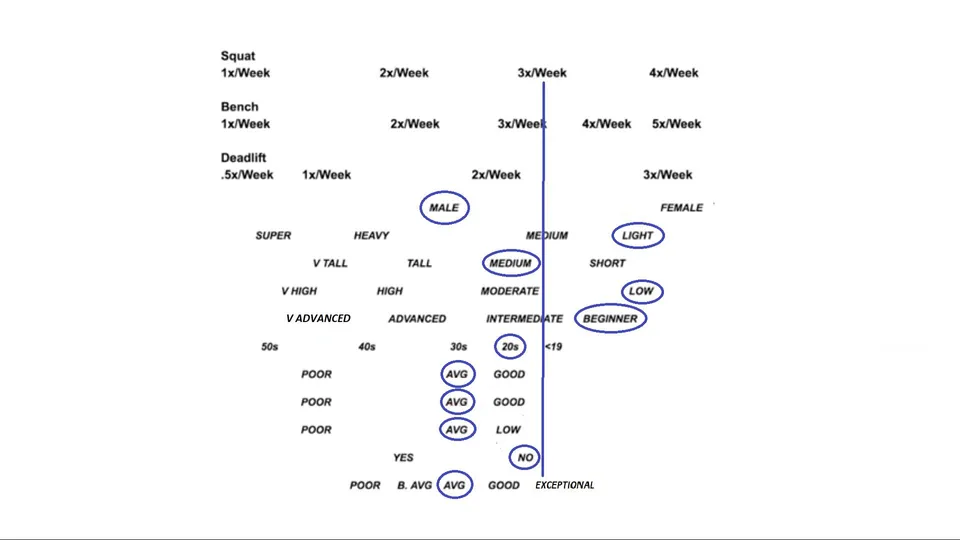 Squat
1x/Week 2x/Week 3x/Week 4x/Week
Bench
1x/Week 2x/Week 3x/Week 4x/Week 5x/Week
Deadlift
.5x/Week 1x/Week 2x/Week 3x/Week
MALE FEMALE
SUPER HEAVY MEDIUM LIGHT
V TALL TALL MEDIUM SHORT
V HIGH HIGH MODERATE LOW
V ADVANCED ADVANCED INTERMEDIATE BEGINNER
50s 40s 30s 20s <19
POOR AVG GOOD
POOR AVG GOOD
POOR AVG LOW
YES NO
POOR B. AVG AVG GOOD EXCEPTIONAL